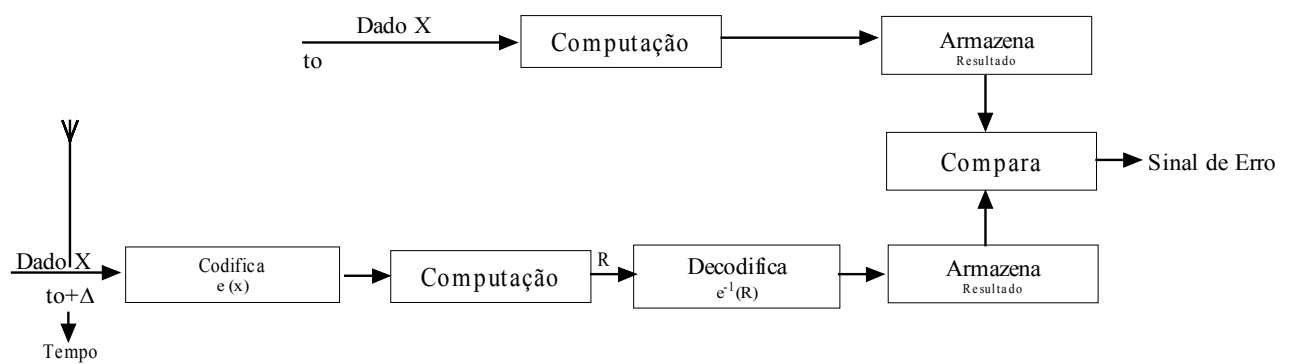 Dado X
to
Computação
Armazena
Resultado
Compara
Sinal de Erro
Dado X
to+Δ
Tempo
Codifica
e (x)
Computação
R
Decodifica
e⁻¹(R)
Armazena
Resultado